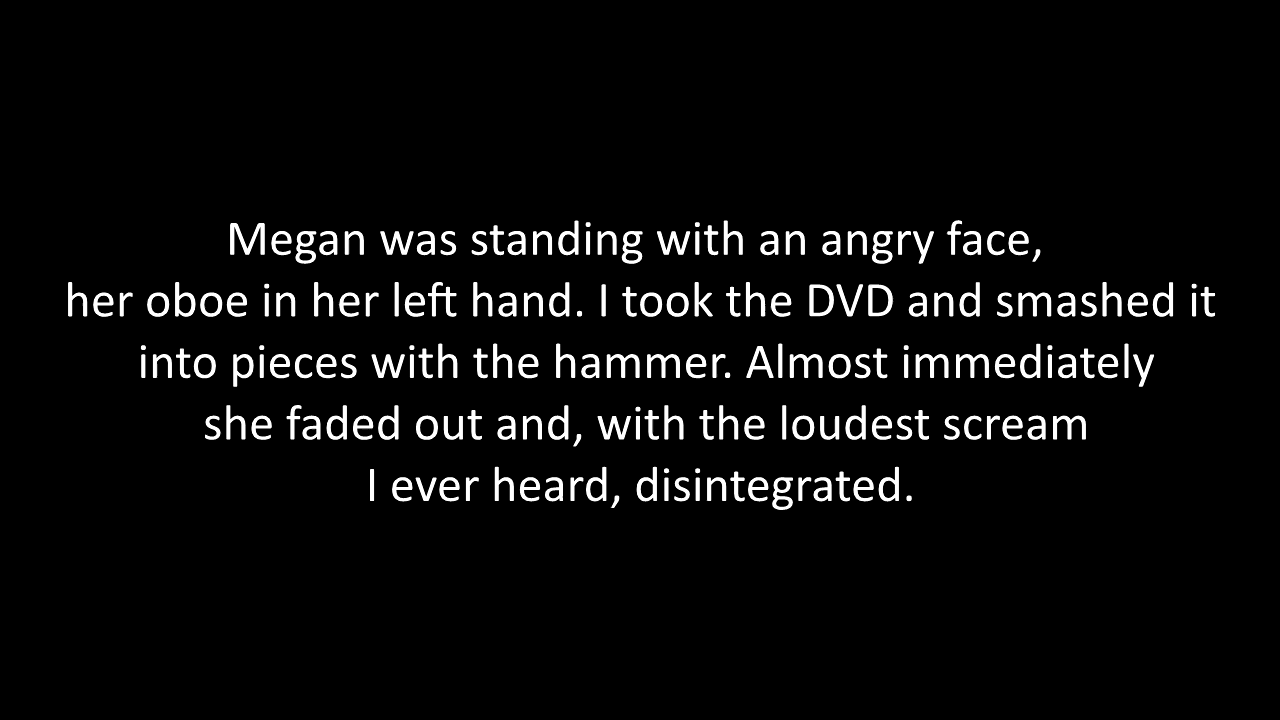 Megan was standing with an angry face,
her oboe in her left hand. I took the DVD and smashed it
into pieces with the hammer. Almost immediately
she faded out and, with the loudest scream
I ever heard, disintegrated.